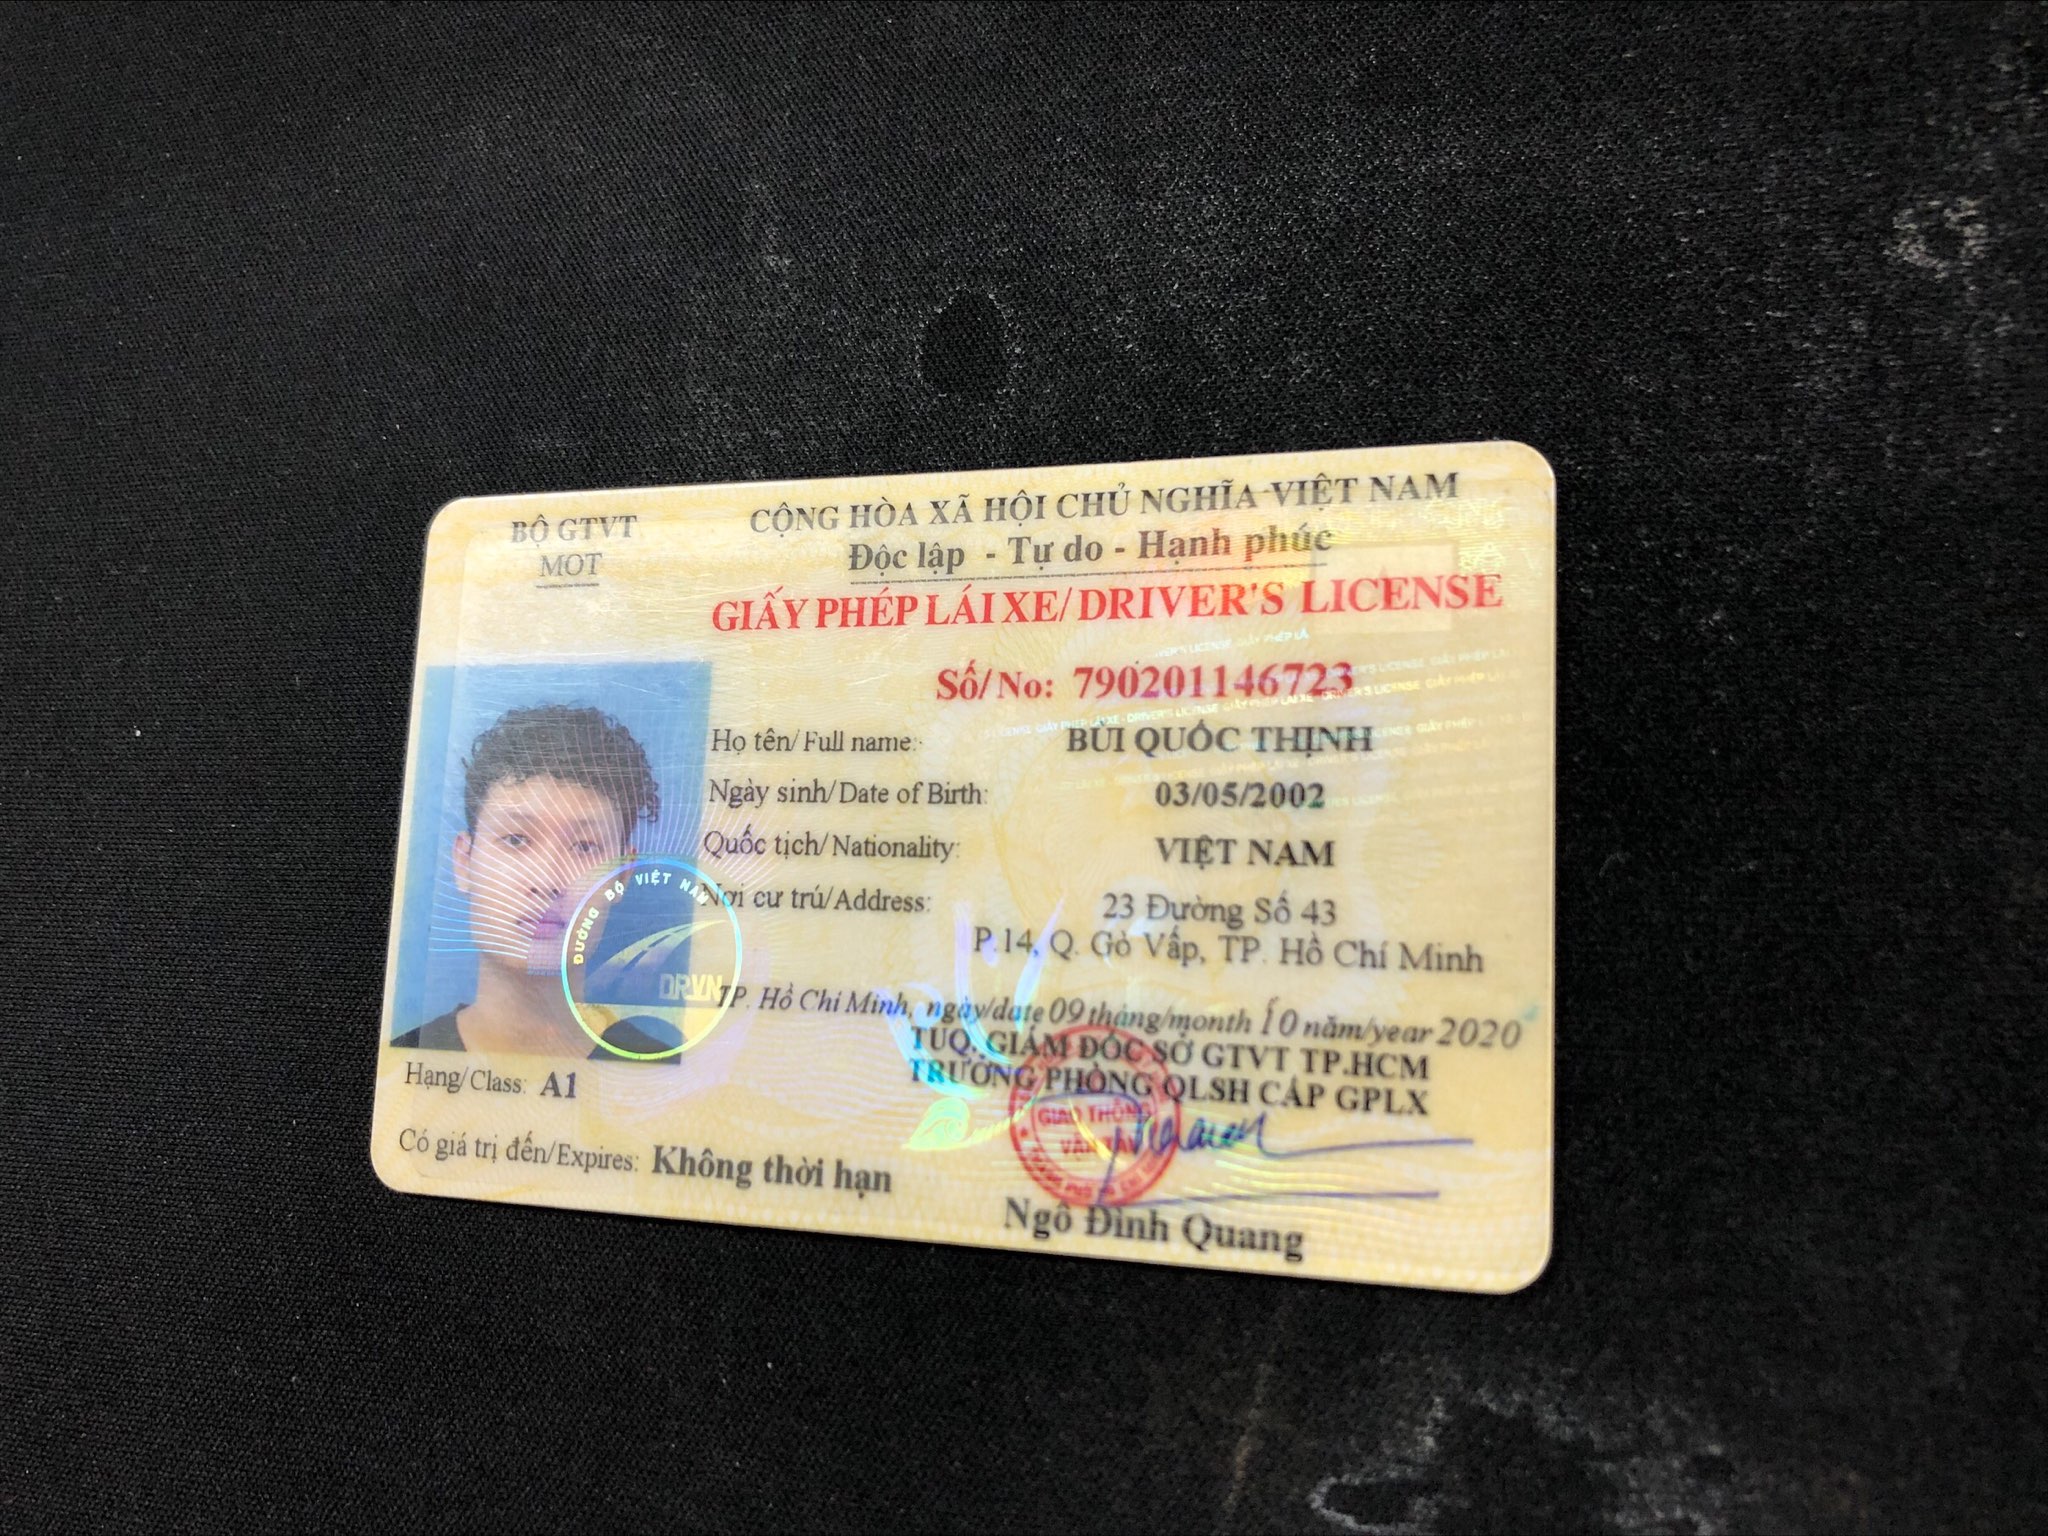 BỘ GTVT
MOT
CỘNG HÒA XÃ HỘI CHỦ NGHĨA VIỆT NAM
Độc lập - Tự do - Hạnh phúc
GIẤY PHÉP LÁI XE/ DRIVER'S LICENSE
Số/ No: 790201146723
Họ tên/ Full name: BÙI QUỐC THỊNH
Ngày sinh/ Date of Birth: 03/05/2002
Quốc tịch/ Nationality: VIỆT NAM
Nơi cư trú/ Address: 23 Đường Số 43
P.14, Q. Gò Vấp, TP. Hồ Chí Minh
ĐƯỜNG BỘ VIỆT NAM
DRVN
TP. Hồ Chí Minh, ngày/date 09 tháng/month 10 năm/year 2020
TUQ. GIÁM ĐỐC SỞ GTVT TP.HCM
TRƯỞNG PHÒNG QLSH CẤP GPLX
Hạng/ Class: A1
GIAO THÔNG
VẬN TẢI
Có giá trị đến/ Expires: Không thời hạn
Ngô Đình Quang